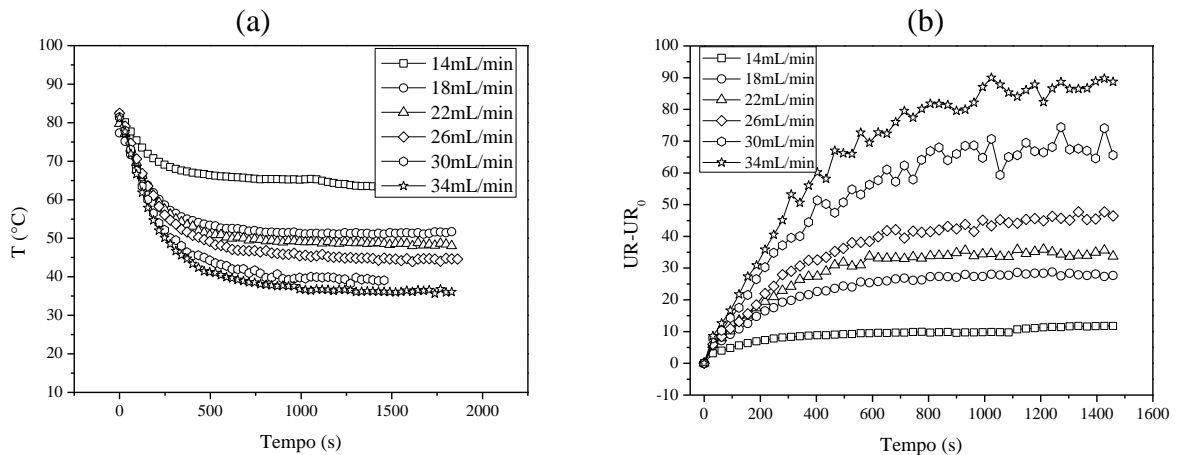 (a)
100
90
80
70
60
50
40
30
20
10
T (°C)
0
500
1000
1500
2000
Tempo (s)
14mL/min
18mL/min
22mL/min
26mL/min
30mL/min
34mL/min
(b)
100
90
80
70
60
50
40
30
20
10
0
-10
UR-UR₀
0
200
400
600
800
1000
1200
1400
1600
Tempo (s)
14mL/min
18mL/min
22mL/min
26mL/min
30mL/min
34mL/min